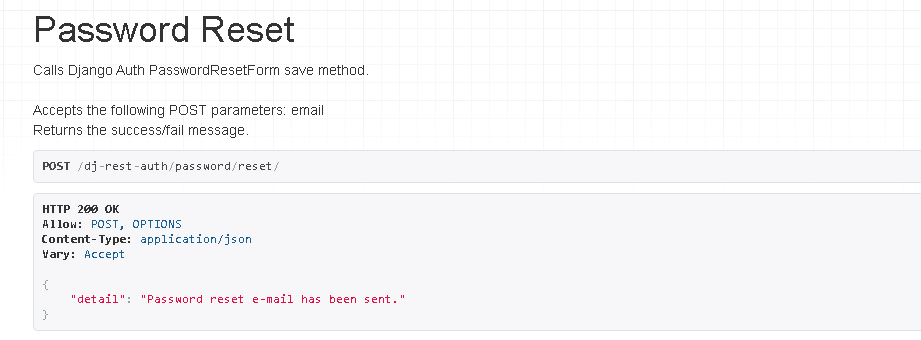 Password Reset
Calls Django Auth PasswordResetForm save method.
Accepts the following POST parameters: email
Returns the success/fail message.
POST /dj-rest-auth/password/reset/
HTTP 200 OK
Allow: POST, OPTIONS
Content-Type: application/json
Vary: Accept
{
    "detail": "Password reset e-mail has been sent."
}